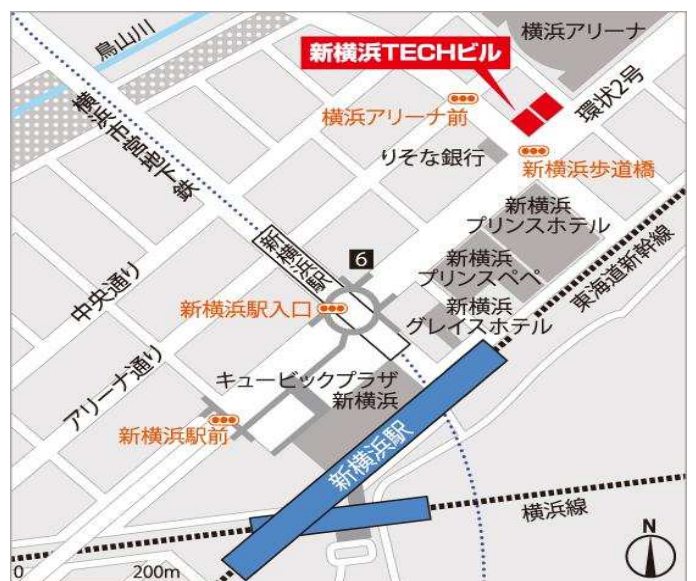 鳥山川
新横浜TECHビル
横浜アリーナ
横浜市営地下鉄
横浜アリーナ前
環状2号
りそな銀行
新横浜歩道橋
新横浜
プリンスホテル
新横浜駅
6
新横浜
プリンスペペ
東海道新幹線
中央通り
新横浜駅入口
新横浜
グレイスホテル
アリーナ通り
キュービックプラザ
新横浜
新横浜駅前
新横浜駅
横浜線
N
0
200m